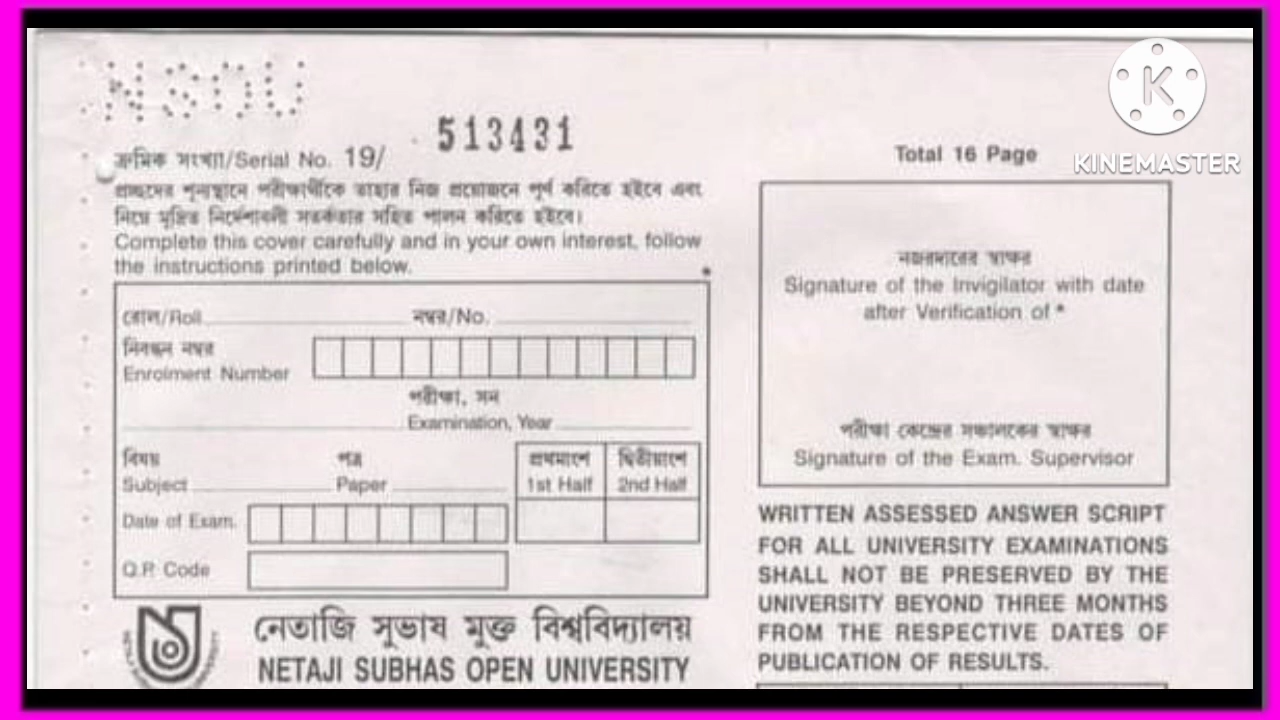 NSOU
513431
ক্রমিক সংখ্যা/Serial No. 19/
প্রচ্ছদের শূন্যস্থানে পরীক্ষার্থীকে তাহার নিজ প্রয়োজনে পূর্ণ করিতে হইবে এবং
নিম্নে মুদ্রিত নির্দেশাবলী সতর্কতার সহিত পালন করিতে হইবে।
Complete this cover carefully and in your own interest, follow
the instructions printed below.
রোল/Roll নম্বর/No.
নিবন্ধন নম্বর
Enrolment Number
পরীক্ষা, সন
Examination, Year
বিষয় পত্র প্রথমাংশে দ্বিতীয়াংশে
Subject Paper 1st Half 2nd Half
Date of Exam.
Q.P. Code
নেতাজি সুভাষ মুক্ত বিশ্ববিদ্যালয়
NETAJI SUBHAS OPEN UNIVERSITY
KINEMASTER
Total 16 Page
নজরদারের স্বাক্ষর
Signature of the Invigilator with date
after Verification of *
পরীক্ষা কেন্দ্রের সঞ্চালকের স্বাক্ষর
Signature of the Exam. Supervisor
WRITTEN ASSESSED ANSWER SCRIPT
FOR ALL UNIVERSITY EXAMINATIONS
SHALL NOT BE PRESERVED BY THE
UNIVERSITY BEYOND THREE MONTHS
FROM THE RESPECTIVE DATES OF
PUBLICATION OF RESULTS.